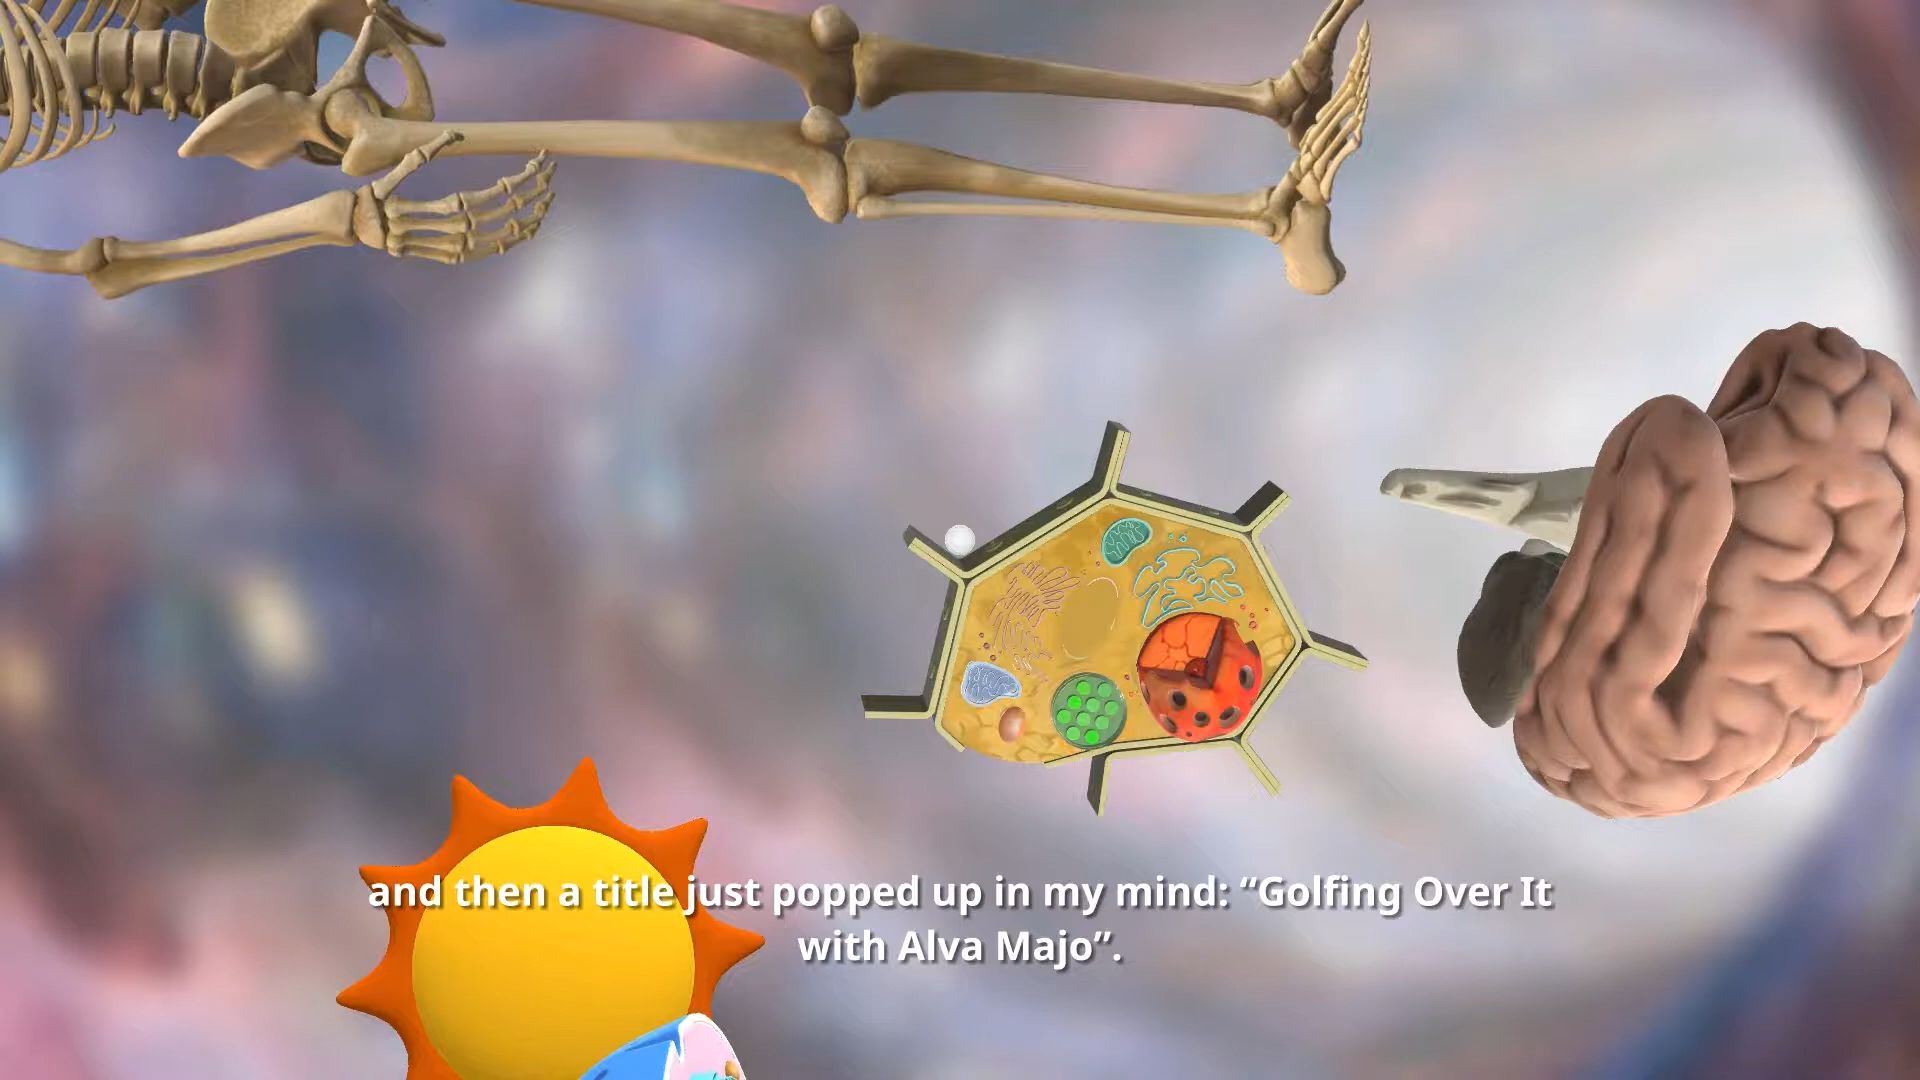 and then a title just popped up in my mind: “Golfing Over It
with Alva Majo”.